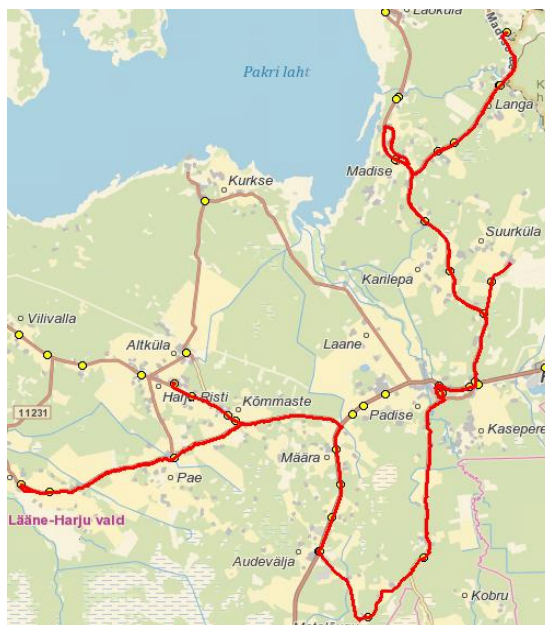 Laoküla
Pakri laht
Langa
Madise
Kurkse
Suurküla
Karilepa
Vilivalla
Altküla
Laane
Harju Risti
Kõmmaste
Padise
11231
Kasepere
Määra
Pae
Lääne-Harju vald
Audevälja
Kobru